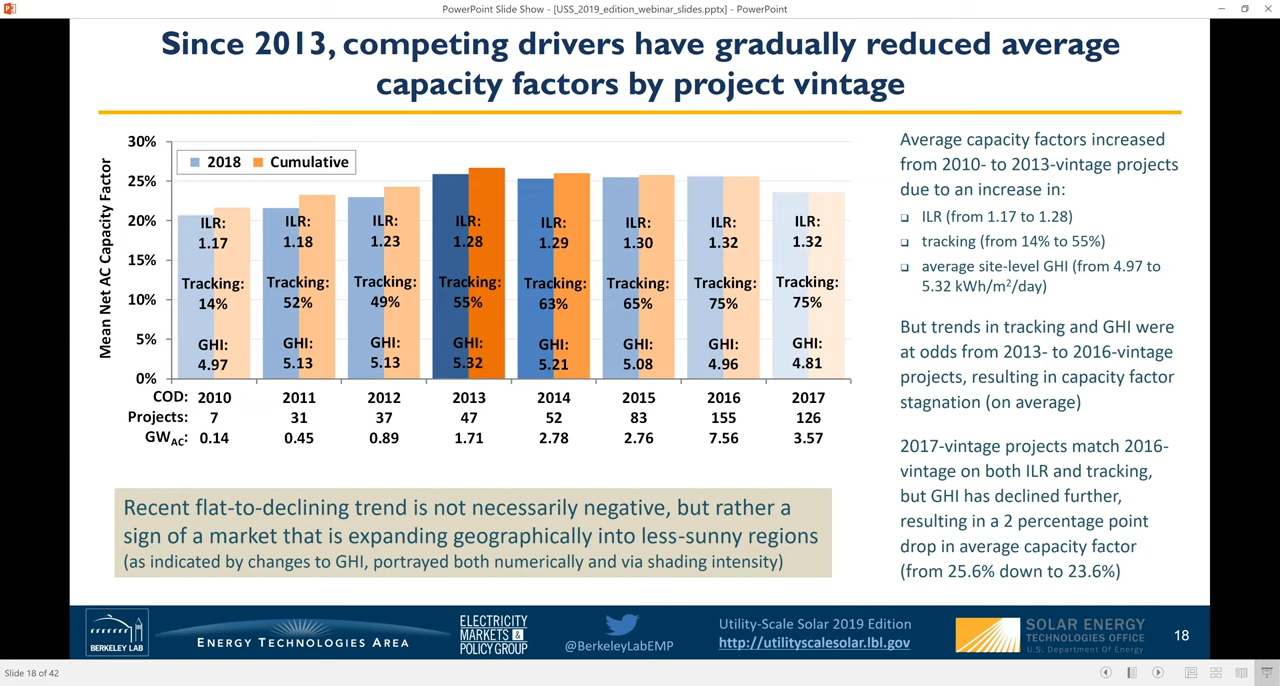 PowerPoint Slide Show - [USS_2019_edition_webinar_slides.pptx] - PowerPoint
Since 2013, competing drivers have gradually reduced average
capacity factors by project vintage
Mean Net AC Capacity Factor
30%
25%
20%
15%
10%
5%
0%
2018 Cumulative
ILR: ILR: ILR: ILR: ILR: ILR: ILR: ILR:
1.17 1.18 1.23 1.28 1.29 1.30 1.32 1.32
Tracking: Tracking: Tracking: Tracking: Tracking: Tracking: Tracking: Tracking:
14% 52% 49% 55% 63% 65% 75% 75%
GHI: GHI: GHI: GHI: GHI: GHI: GHI: GHI:
4.97 5.13 5.13 5.32 5.21 5.08 4.96 4.81
COD: 2010 2011 2012 2013 2014 2015 2016 2017
Projects: 7 31 37 47 52 83 155 126
GWAC: 0.14 0.45 0.89 1.71 2.78 2.76 7.56 3.57
Average capacity factors increased
from 2010- to 2013-vintage projects
due to an increase in:
❑ ILR (from 1.17 to 1.28)
❑ tracking (from 14% to 55%)
❑ average site-level GHI (from 4.97 to
5.32 kWh/m²/day)
But trends in tracking and GHI were
at odds from 2013- to 2016-vintage
projects, resulting in capacity factor
stagnation (on average)
2017-vintage projects match 2016-
vintage on both ILR and tracking,
but GHI has declined further,
resulting in a 2 percentage point
drop in average capacity factor
(from 25.6% down to 23.6%)
Recent flat-to-declining trend is not necessarily negative, but rather a
sign of a market that is expanding geographically into less-sunny regions
(as indicated by changes to GHI, portrayed both numerically and via shading intensity)
BERKELEY LAB
ENERGY TECHNOLOGIES AREA
ELECTRICITY
MARKETS &
POLICY GROUP
@BerkeleyLabEMP
Utility-Scale Solar 2019 Edition
http://utilityscalesolar.lbl.gov
SOLAR ENERGY
TECHNOLOGIES OFFICE
U.S. Department Of Energy
18
Slide 18 of 42